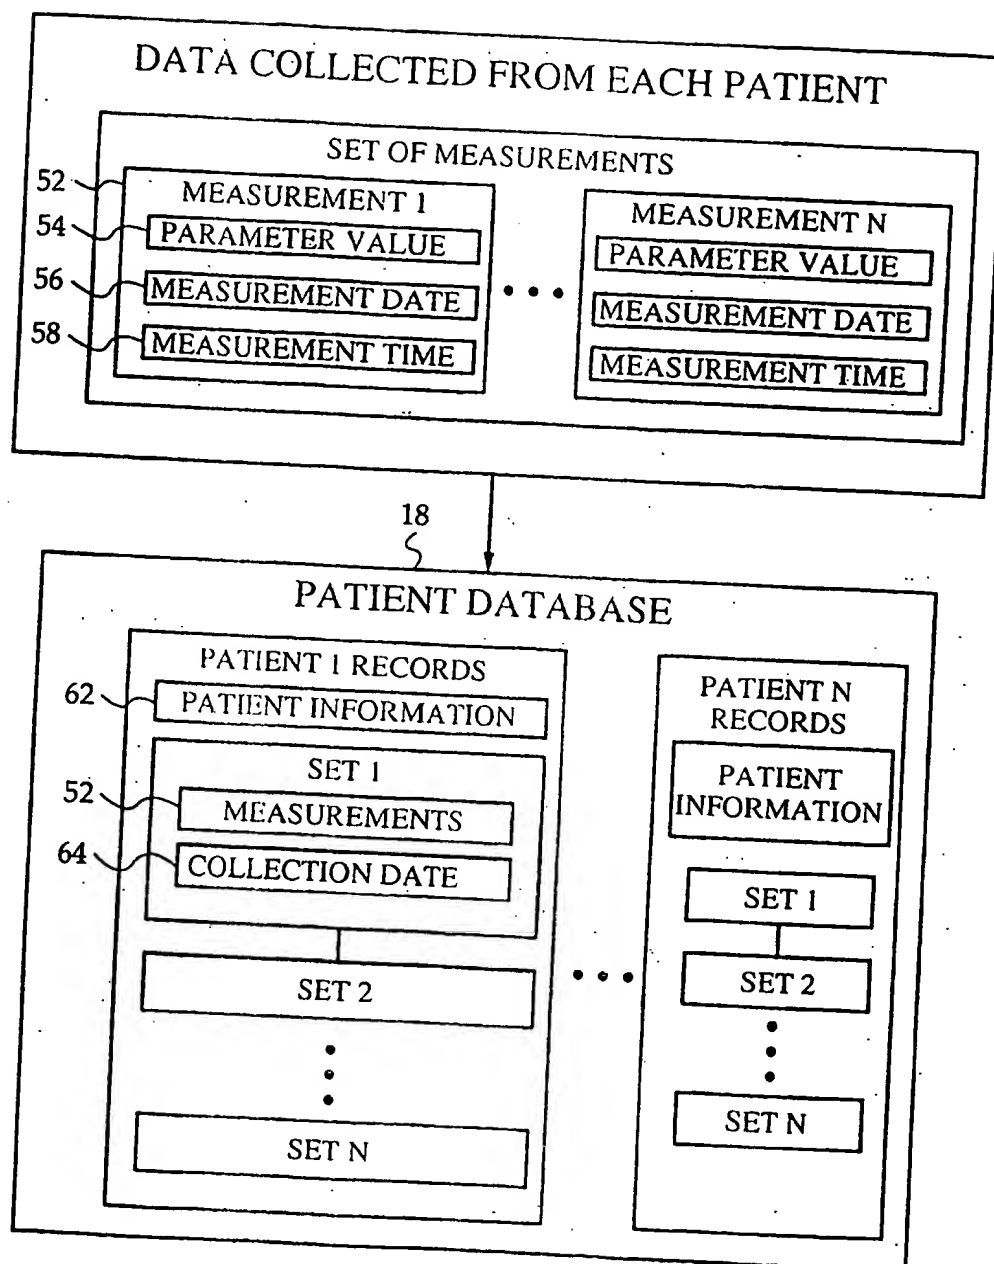 DATA COLLECTED FROM EACH PATIENT
SET OF MEASUREMENTS
52
MEASUREMENT 1
54
PARAMETER VALUE
56
MEASUREMENT DATE
58
MEASUREMENT TIME
MEASUREMENT N
PARAMETER VALUE
MEASUREMENT DATE
MEASUREMENT TIME
18
PATIENT DATABASE
PATIENT 1 RECORDS
62
PATIENT INFORMATION
SET 1
52
MEASUREMENTS
64
COLLECTION DATE
SET 2
SET N
PATIENT N
RECORDS
PATIENT
INFORMATION
SET 1
SET 2
SET N